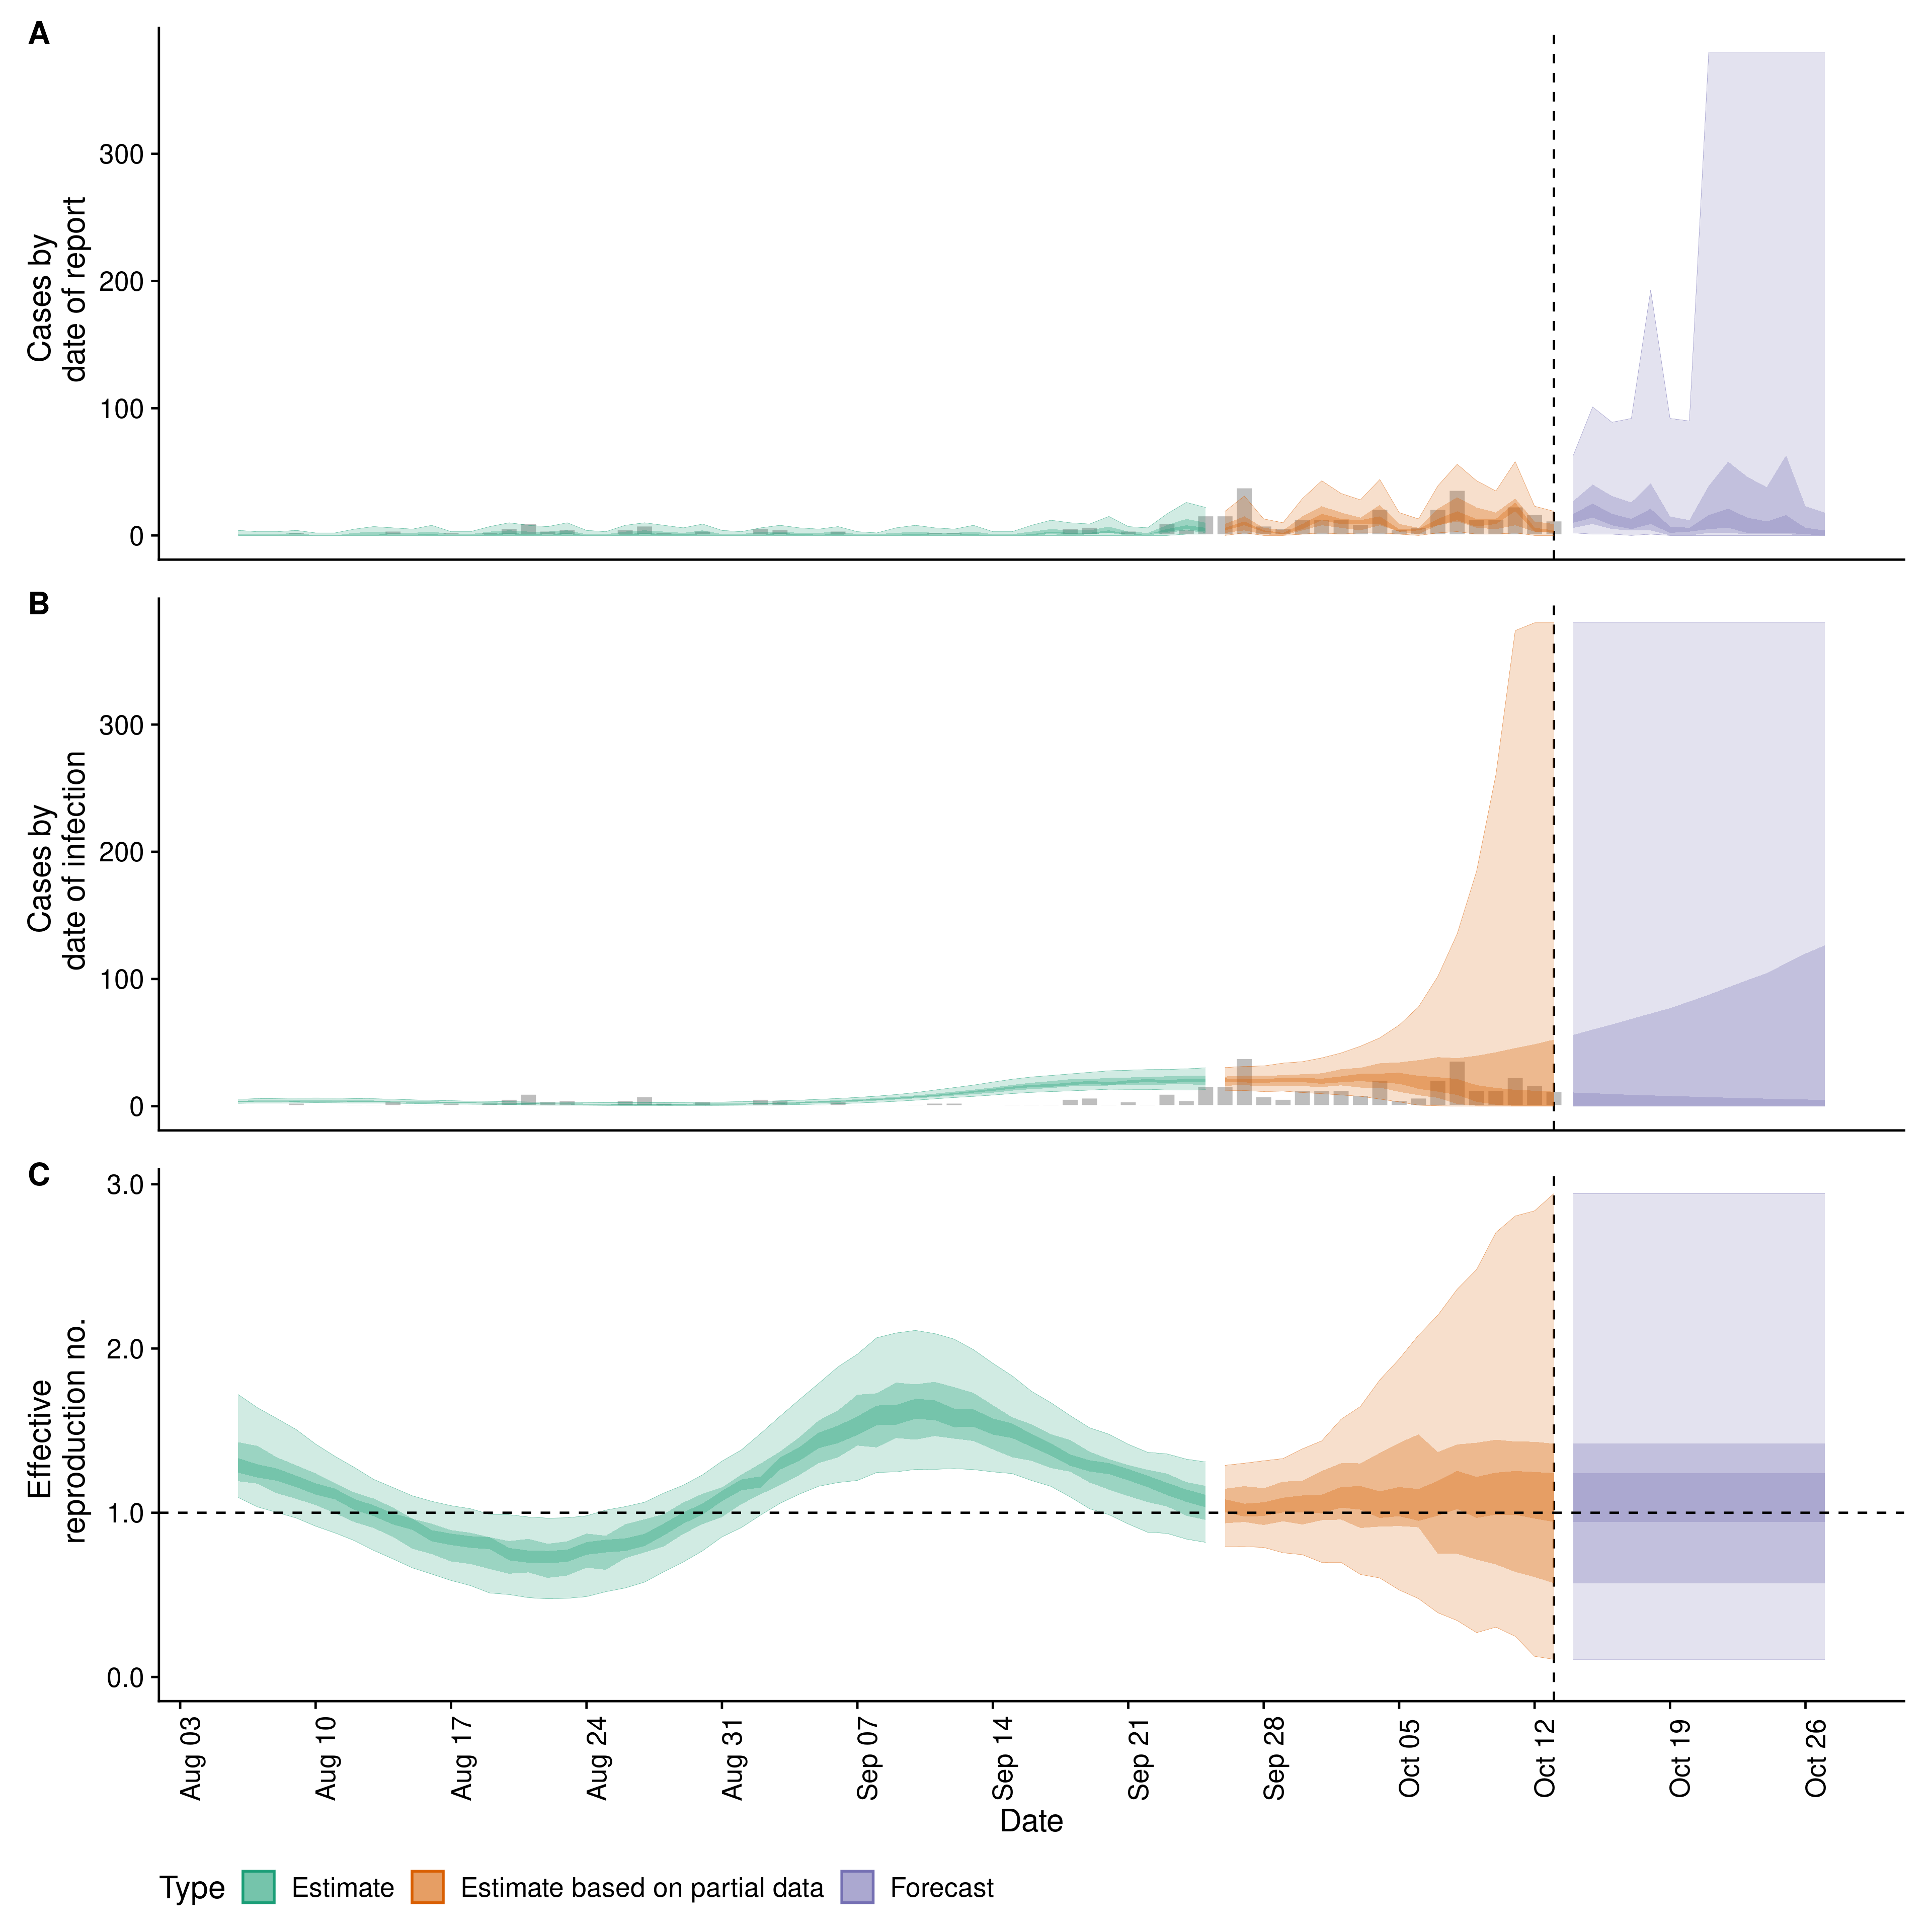 A
Cases by
date of report
300
200
100
0
B
Cases by
date of infection
300
200
100
0
C
Effective
reproduction no.
3.0
2.0
1.0
0.0
Aug 03
Aug 10
Aug 17
Aug 24
Aug 31
Sep 07
Sep 14
Sep 21
Sep 28
Oct 05
Oct 12
Oct 19
Oct 26
Date
Type Estimate Estimate based on partial data Forecast